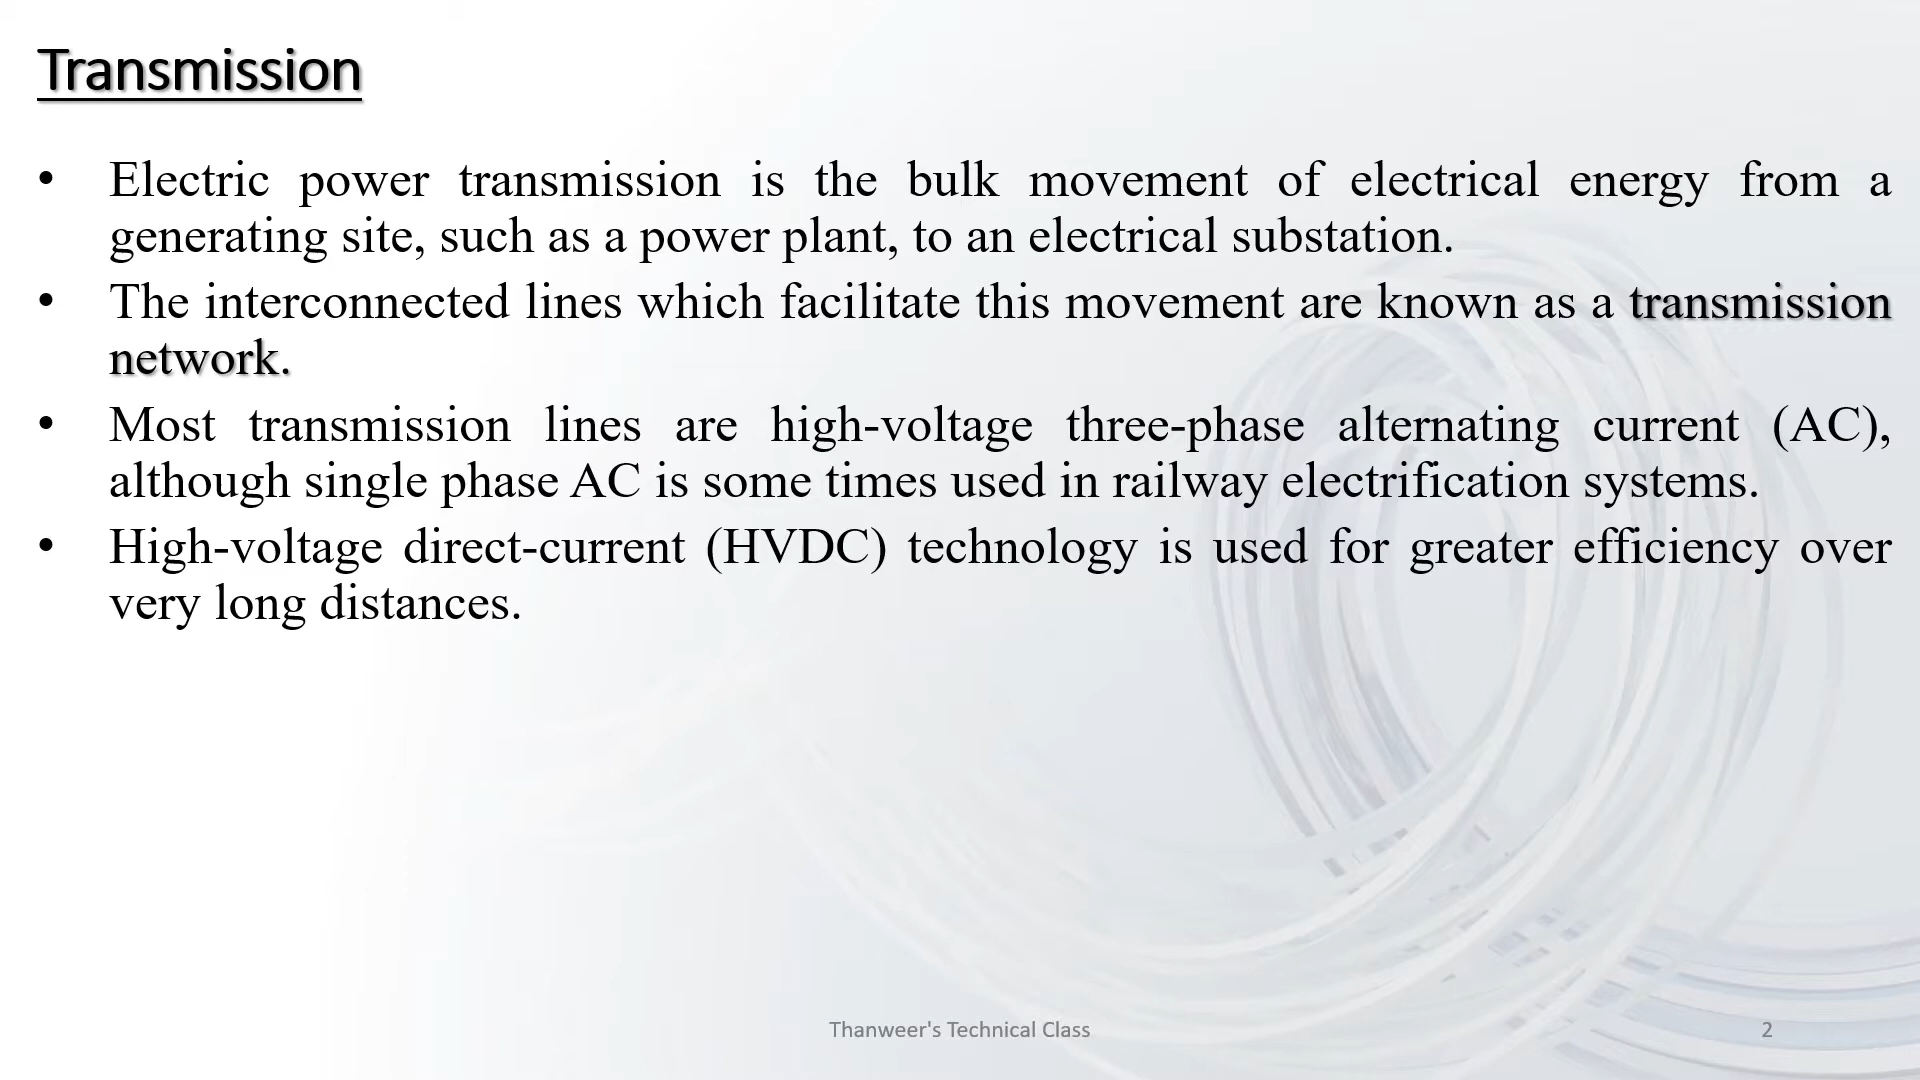 Transmission
• Electric power transmission is the bulk movement of electrical energy from a
generating site, such as a power plant, to an electrical substation.
• The interconnected lines which facilitate this movement are known as a transmission
network.
• Most transmission lines are high-voltage three-phase alternating current (AC),
although single phase AC is some times used in railway electrification systems.
• High-voltage direct-current (HVDC) technology is used for greater efficiency over
very long distances.
Thanweer's Technical Class
2